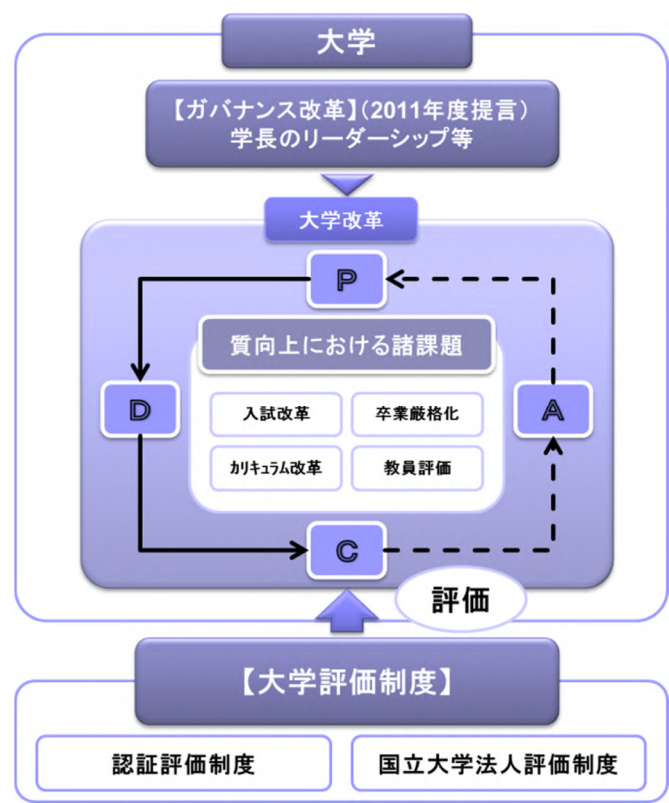 大学
【ガバナンス改革】（2011年度提言）
学長のリーダーシップ等
大学改革
P
質向上における諸課題
D
入試改革
卒業厳格化
A
カリキュラム改革
教員評価
C
評価
【大学評価制度】
認証評価制度
国立大学法人評価制度